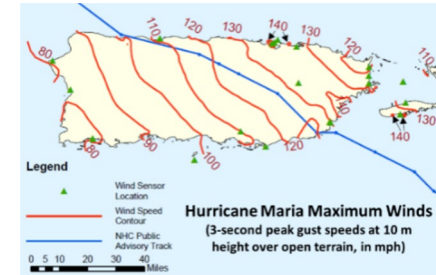 110
120
130
140
140
130
120
80
110
130
140
80
90
100
120
Legend
Wind Sensor
Location
Wind Speed
Contour
NHC Public
Advisory Track
0 5 10 20 30 40
Miles
Hurricane Maria Maximum Winds
(3-second peak gust speeds at 10 m
height over open terrain, in mph)